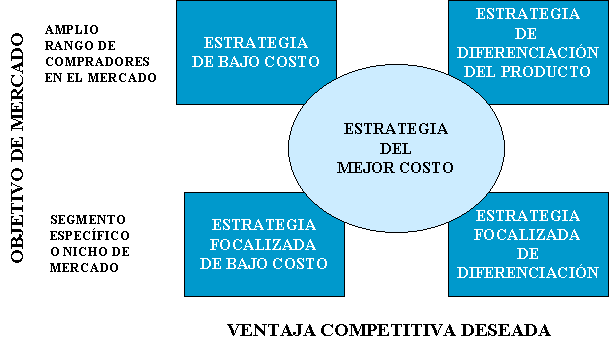 OBJETIVO DE MERCADO
AMPLIO
RANGO DE
COMPRADORES
EN EL MERCADO
ESTRATEGIA
DE BAJO COSTO
ESTRATEGIA
DE
DIFERENCIACIÓN
DEL PRODUCTO
ESTRATEGIA
DEL
MEJOR COSTO
SEGMENTO
ESPECÍFICO
O NICHO DE
MERCADO
ESTRATEGIA
FOCALIZADA
DE BAJO COSTO
ESTRATEGIA
FOCALIZADA
DE
DIFERENCIACIÓN
VENTAJA COMPETITIVA DESEADA